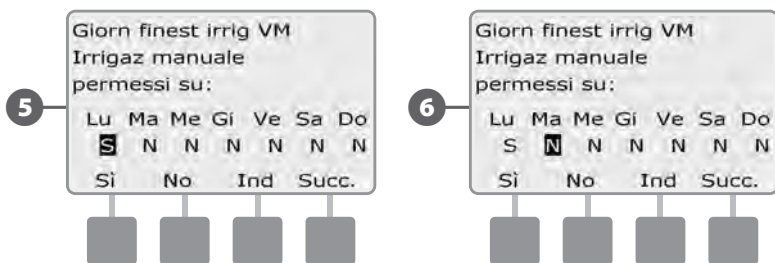 5
Giorn finest irrig VM
Irrigaz manuale
permessi su:
Lu Ma Me Gi Ve Sa Do
S N N N N N N
Sì No Ind Succ.
6
Giorn finest irrig VM
Irrigaz manuale
permessi su:
Lu Ma Me Gi Ve Sa Do
S N N N N N N
Sì No Ind Succ.